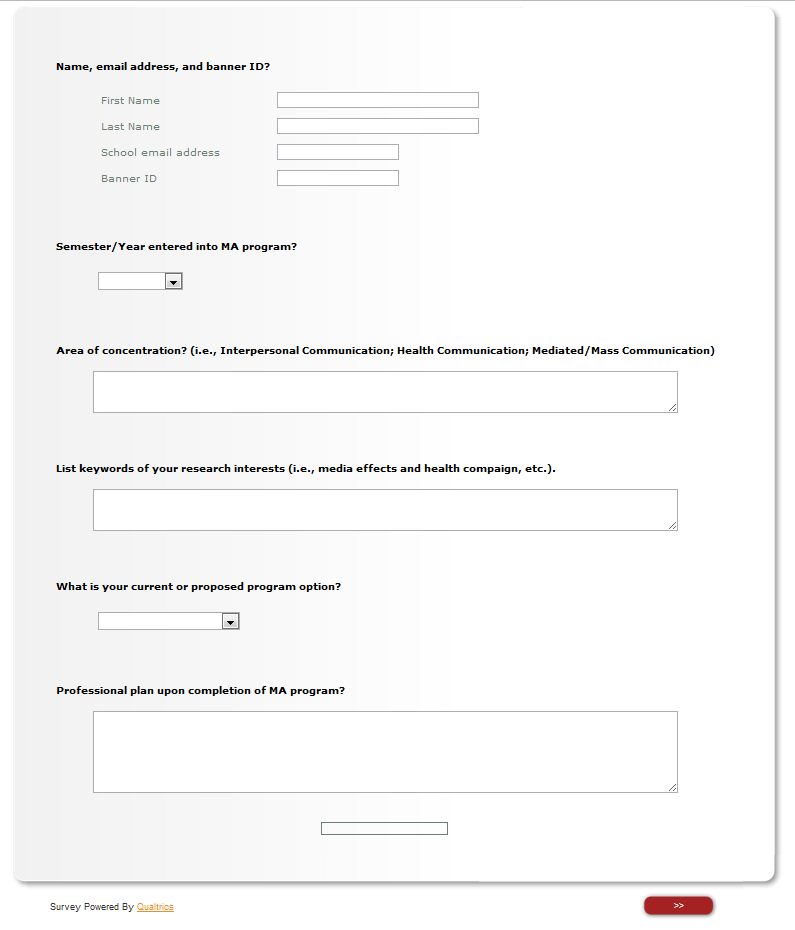 Name, email address, and banner ID?
First Name
Last Name
School email address
Banner ID
Semester/Year entered into MA program?
Area of concentration? (i.e., Interpersonal Communication; Health Communication; Mediated/Mass Communication)
List keywords of your research interests (i.e., media effects and health compaign, etc.).
What is your current or proposed program option?
Professional plan upon completion of MA program?
Survey Powered By Qualtrics
>>